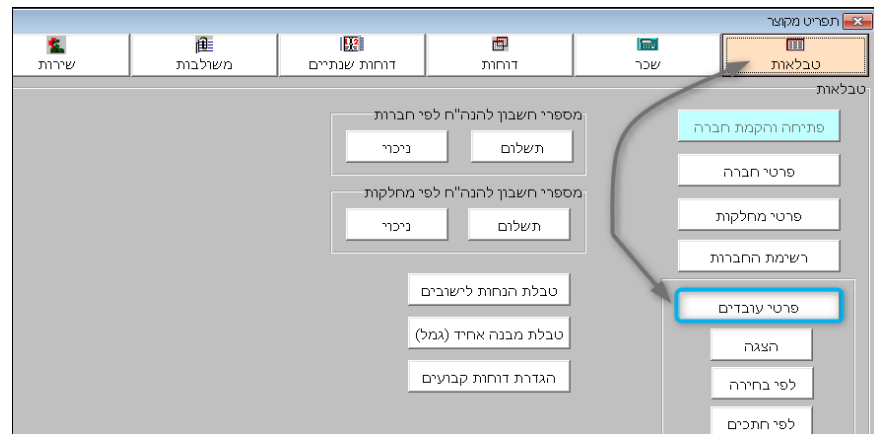 תפריט מקוצר
טבלאות שכר דוחות דוחות שנתיים משולבות שירות
טבלאות
פתיחה והקמת חברה
פרטי חברה
פרטי מחלקות
רשימת החברות
פרטי עובדים
הצגה
לפי בחירה
לפי חתכים
מספרי חשבון להנה"ח לפי חברות
תשלום ניכוי
מספרי חשבון להנה"ח לפי מחלקות
תשלום ניכוי
טבלת הנחות לישובים
טבלת מבנה אחיד (גמל)
הגדרת דוחות קבועים